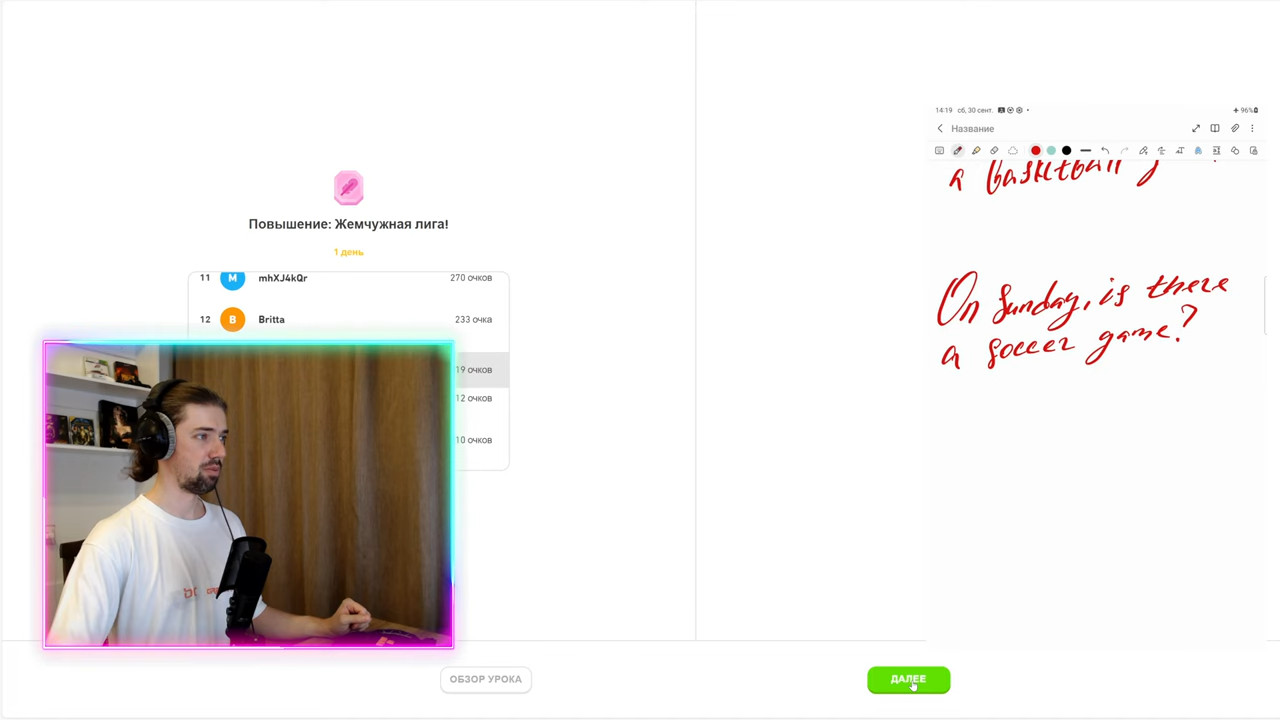 Повышение: Жемчужная лига!
1 день
11 M mhXJ4kQr 270 очков
12 B Britta 233 очка
19 очков
12 очков
10 очков
ОБЗОР УРОКА
ДАЛЕЕ
14:19 сб, 30 сент. 96%
Название
a basketball
On Sunday, is there
a soccer game?